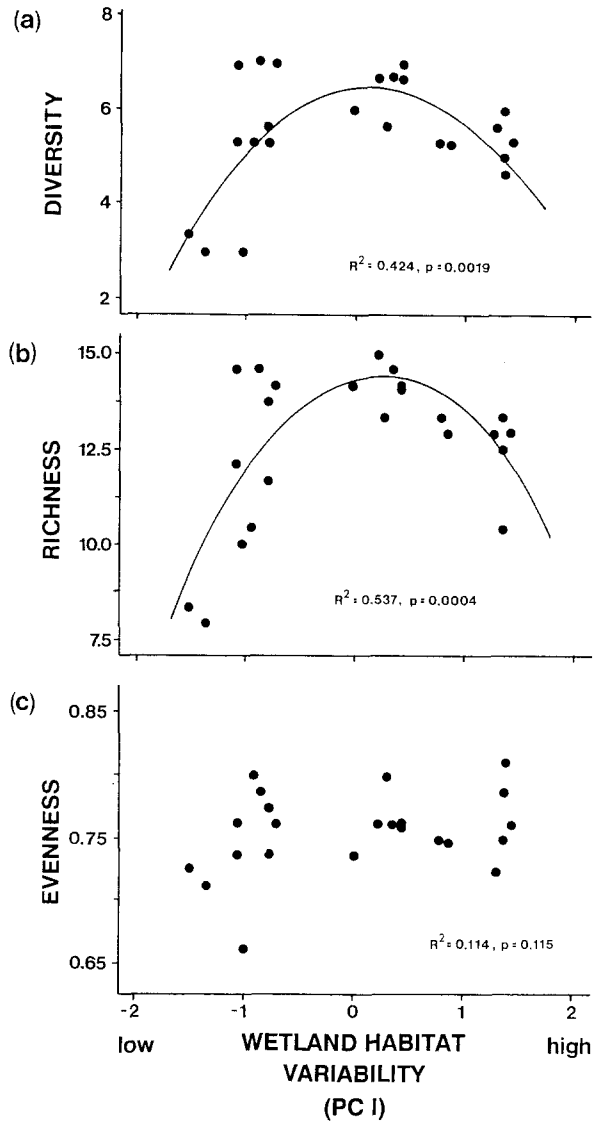 (a)
8
6
4
2
DIVERSITY
R2 = 0.424, p = 0.0019
(b)
15.0
12.5
10.0
7.5
RICHNESS
R2 = 0.537, p = 0.0004
(c)
0.85
0.75
0.65
EVENNESS
R2 = 0.114, p = 0.115
-2 -1 0 1 2
low WETLAND HABITAT high
VARIABILITY
(PC I)